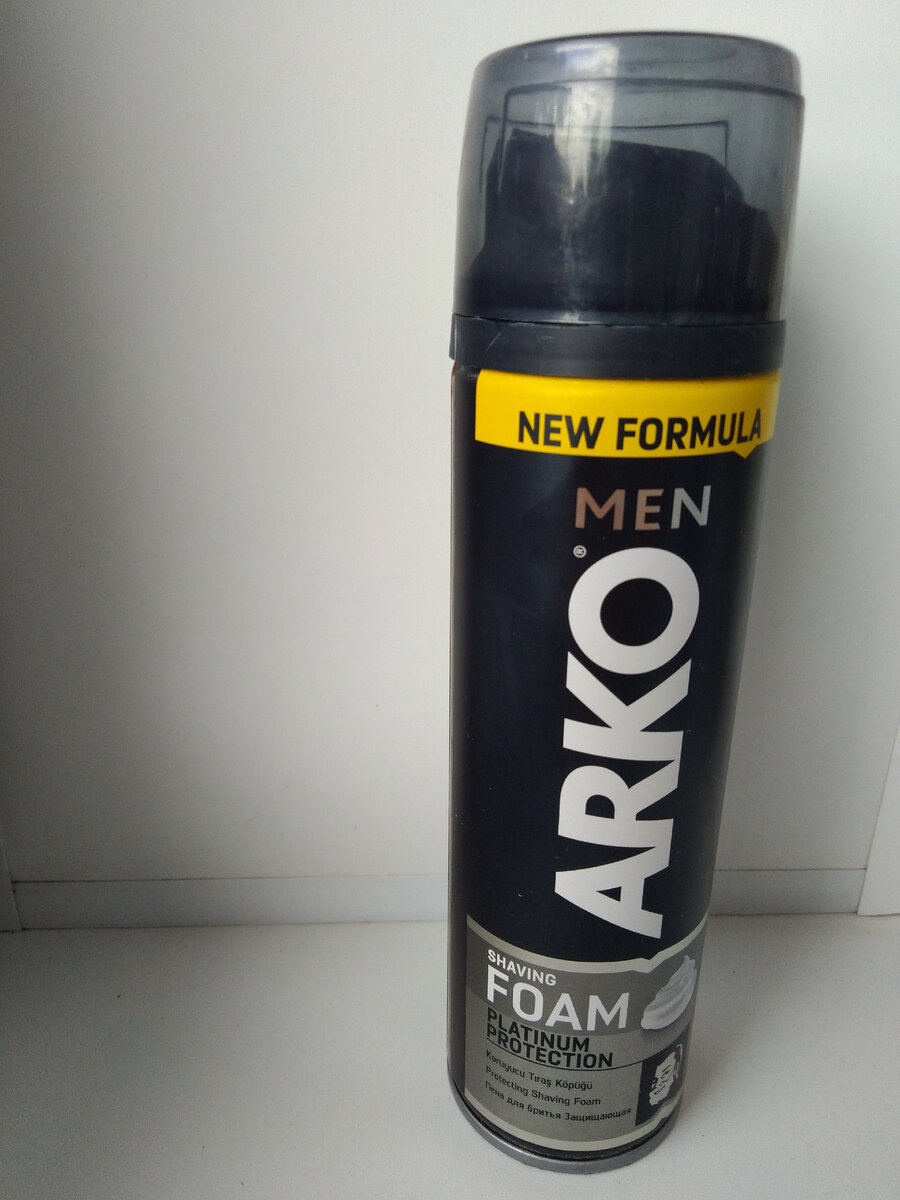 NEW FORMULA
MEN
ARKO®
SHAVING
FOAM
PLATINUM
PROTECTION
Koruyucu Tıraş Köpüğü
Protecting Shaving Foam
Пена для бритья Защищающая